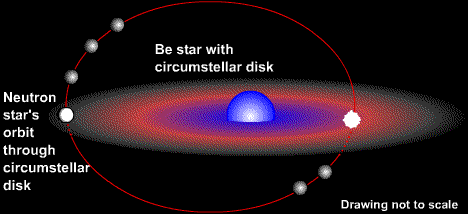 Be star with
circumstellar disk
Neutron
star's
orbit
through
circumstellar
disk
Drawing not to scale